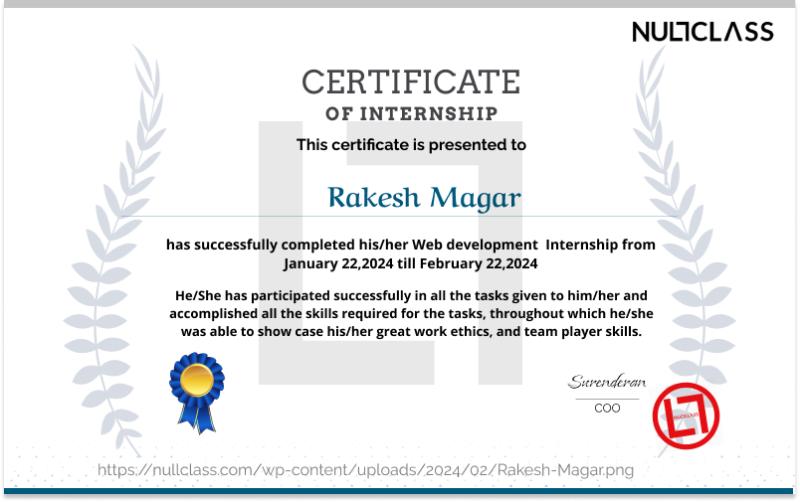 NULLCLASS
CERTIFICATE
OF INTERNSHIP
This certificate is presented to
Rakesh Magar
has successfully completed his/her Web development Internship from
January 22,2024 till February 22,2024
He/She has participated successfully in all the tasks given to him/her and
accomplished all the skills required for the tasks, throughout which he/she
was able to show case his/her great work ethics, and team player skills.
Surenderan
COO
NULLCLASS
https://nullclass.com/wp-content/uploads/2024/02/Rakesh-Magar.png